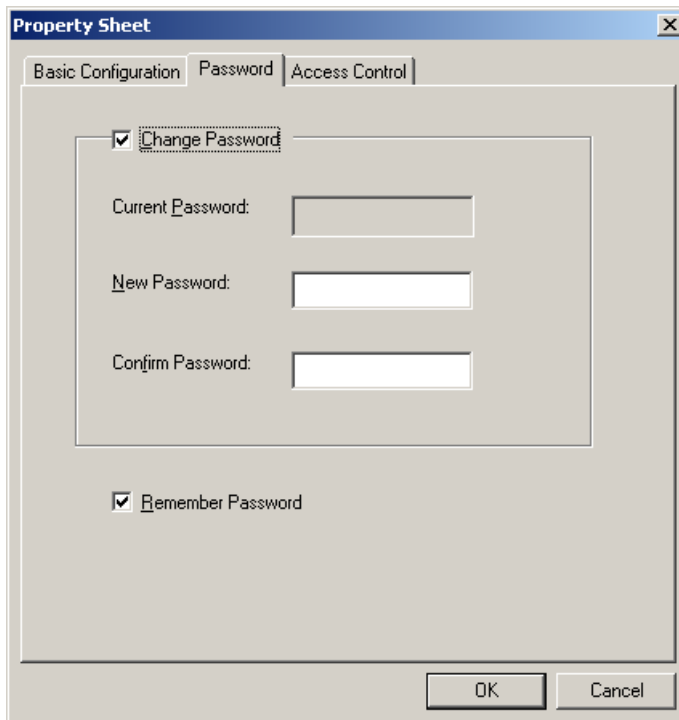 Property Sheet
Basic Configuration Password Access Control
Change Password
Current Password:
New Password:
Confirm Password:
Remember Password
OK Cancel